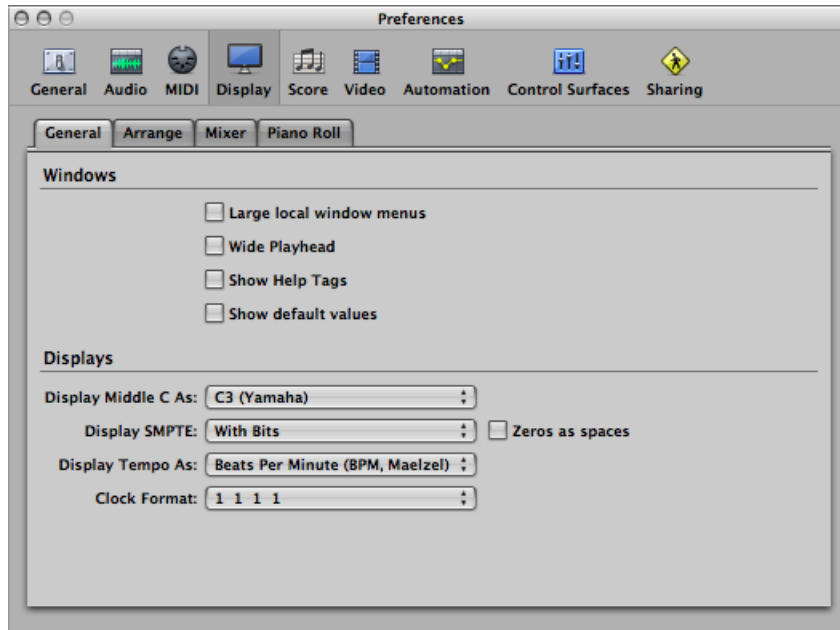 Preferences
General Audio MIDI Display Score Video Automation Control Surfaces Sharing
General Arrange Mixer Piano Roll
Windows
Large local window menus
Wide Playhead
Show Help Tags
Show default values
Displays
Display Middle C As: C3 (Yamaha)
Display SMPTE: With Bits Zeros as spaces
Display Tempo As: Beats Per Minute (BPM, Maelzel)
Clock Format: 1 1 1 1